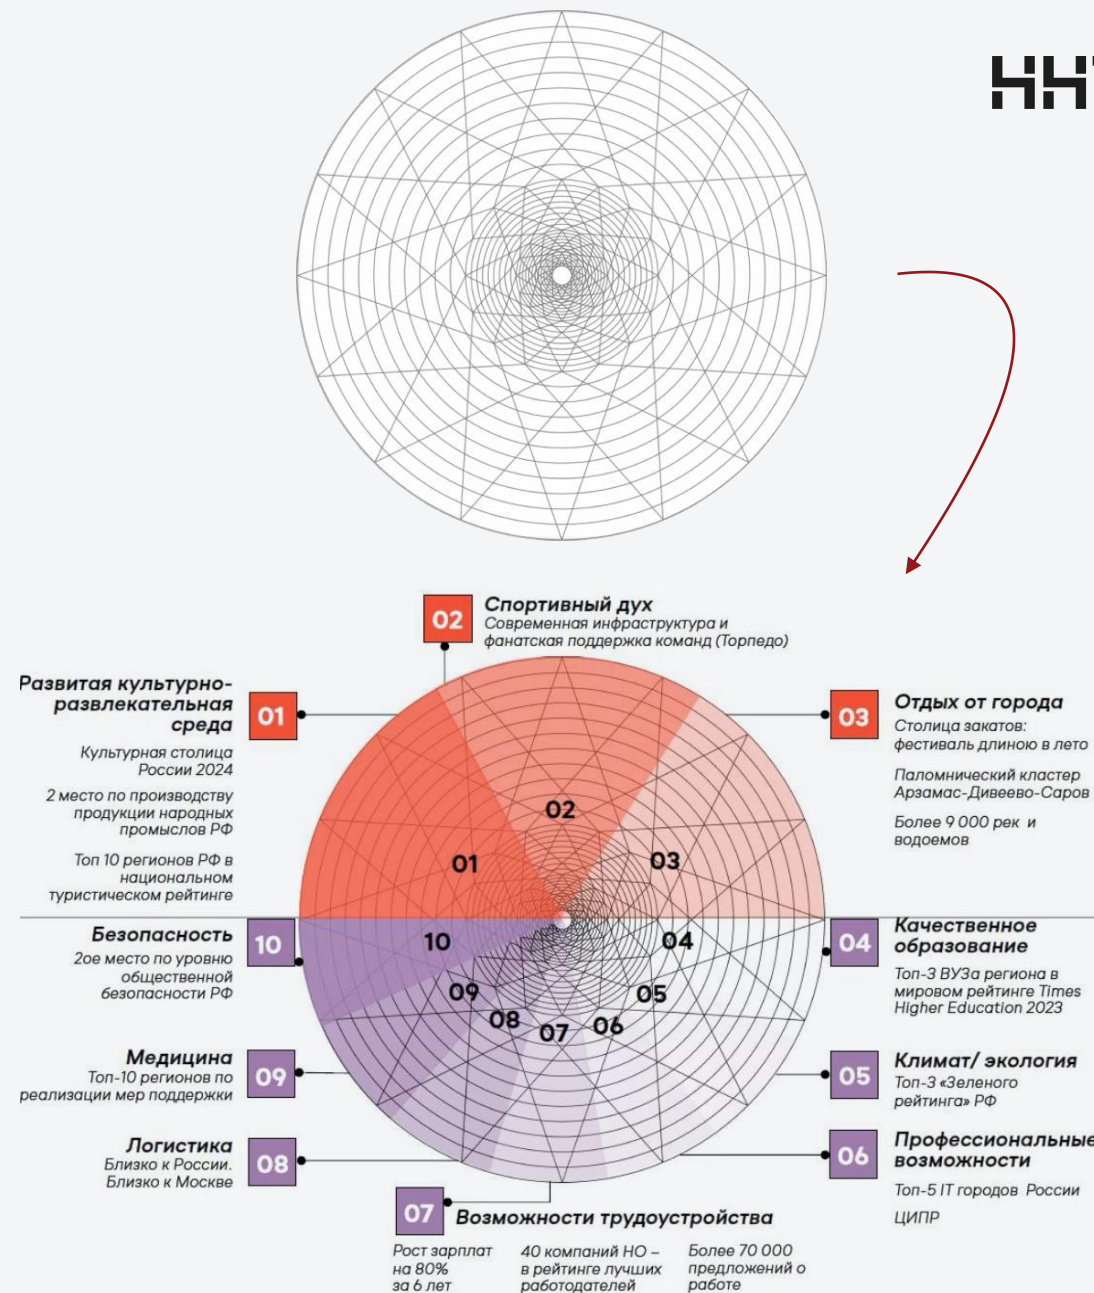 НН
02
Спортивный дух
Современная инфраструктура и
фанатская поддержка команд (Торпедо)
Развитая культурно-
развлекательная
среда
01
Культурная столица
России 2024
2 место по производству
продукции народных
промыслов РФ
Топ 10 регионов РФ в
национальном
туристическом рейтинге
03
Отдых от города
Столица закатов:
фестиваль длиною в лето
Паломнический кластер
Арзамас-Дивеево-Саров
Более 9 000 рек и
водоемов
02
01
03
10
04
09
05
08
07
06
Безопасность
10
2ое место по уровню
общественной
безопасности РФ
04
Качественное
образование
Топ-3 ВУЗа региона в
мировом рейтинге Times
Higher Education 2023
Медицина
09
Топ-10 регионов по
реализации мер поддержки
05
Климат/ экология
Топ-3 «Зеленого
рейтинга» РФ
Логистика
08
Близко к России.
Близко к Москве
06
Профессиональные
возможности
Топ-5 IT городов России
ЦИПР
07
Возможности трудоустройства
Рост зарплат
на 80%
за 6 лет
40 компаний НО –
в рейтинге лучших
работодателей
Более 70 000
предложений о
работе